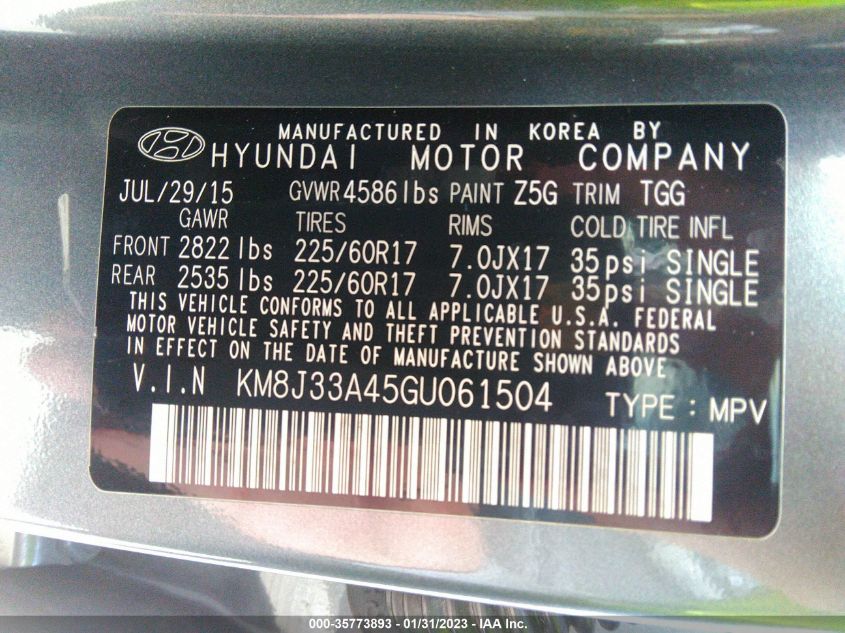 MANUFACTURED IN KOREA BY
HYUNDAI MOTOR COMPANY
JUL/29/15 GVWR 4586 lbs PAINT Z5G TRIM TGG
GAWR TIRES RIMS COLD TIRE INFL
FRONT 2822 lbs 225/60R17 7.0JX17 35psi SINGLE
REAR 2535 lbs 225/60R17 7.0JX17 35psi SINGLE
THIS VEHICLE CONFORMS TO ALL APPLICABLE U.S.A. FEDERAL
MOTOR VEHICLE SAFETY AND THEFT PREVENTION STANDARDS
IN EFFECT ON THE DATE OF MANUFACTURE SHOWN ABOVE
V.I.N KM8J33A45GU061504 TYPE : MPV
000-35773893 - 01/31/2023 - IAA Inc.